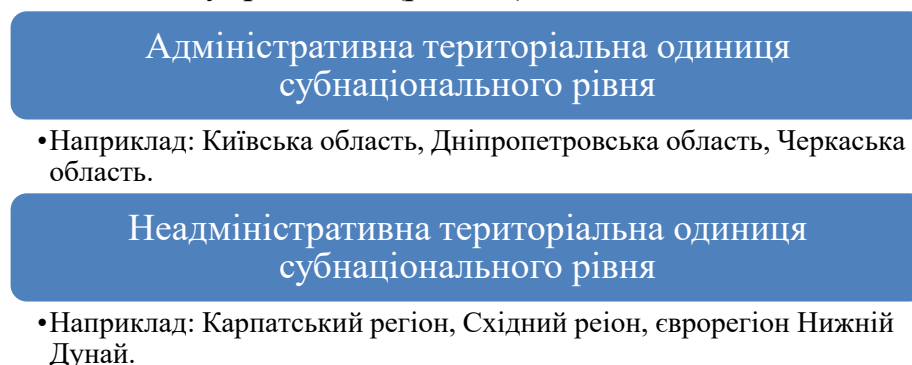 Адміністративна територіальна одиниця
субнаціонального рівня
•Наприклад: Київська область, Дніпропетровська область, Черкаська
область.
Неадміністративна територіальна одиниця
субнаціонального рівня
•Наприклад: Карпатський регіон, Східний реіон, єврорегіон Нижній
Дунай.